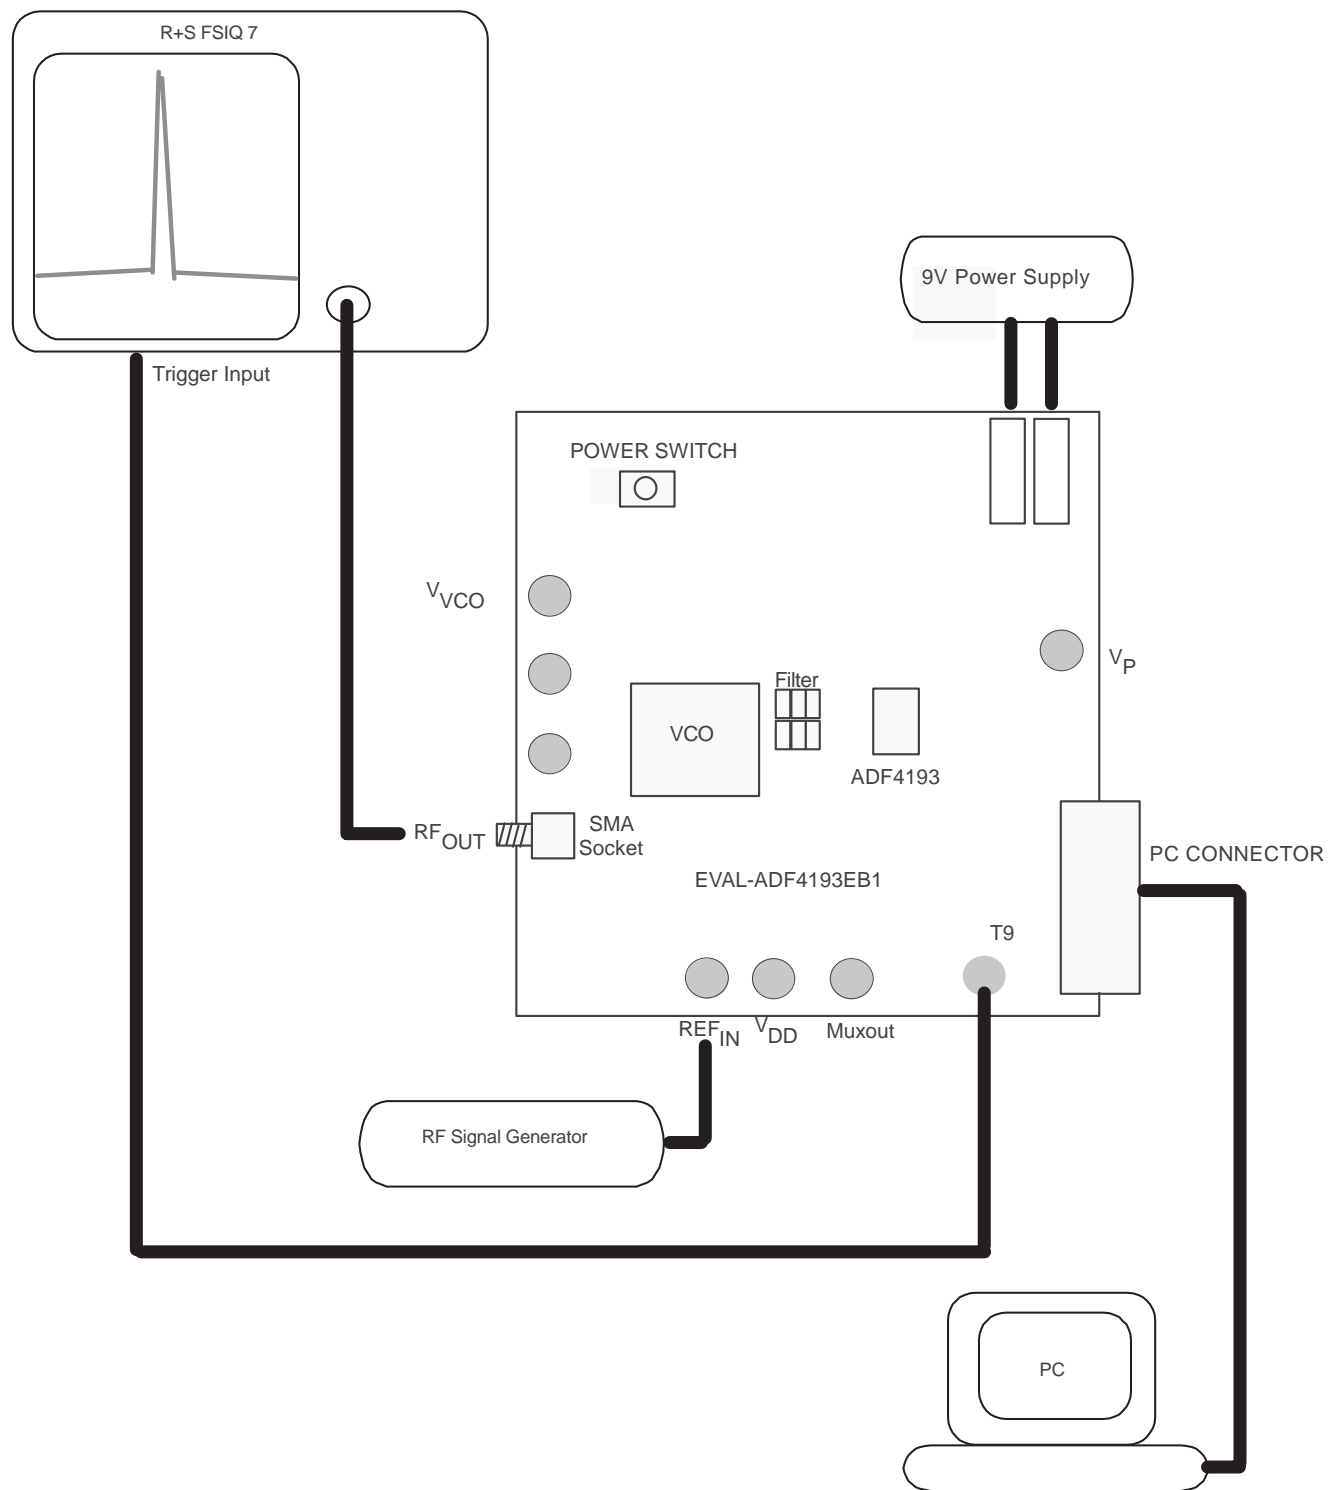 R+S FSIQ 7
Trigger Input
9V Power Supply
POWER SWITCH
VVCO
VP
Filter
VCO
ADF4193
RFOUT
SMA
Socket
PC CONNECTOR
EVAL-ADF4193EB1
T9
REFIN
VDD
Muxout
RF Signal Generator
PC